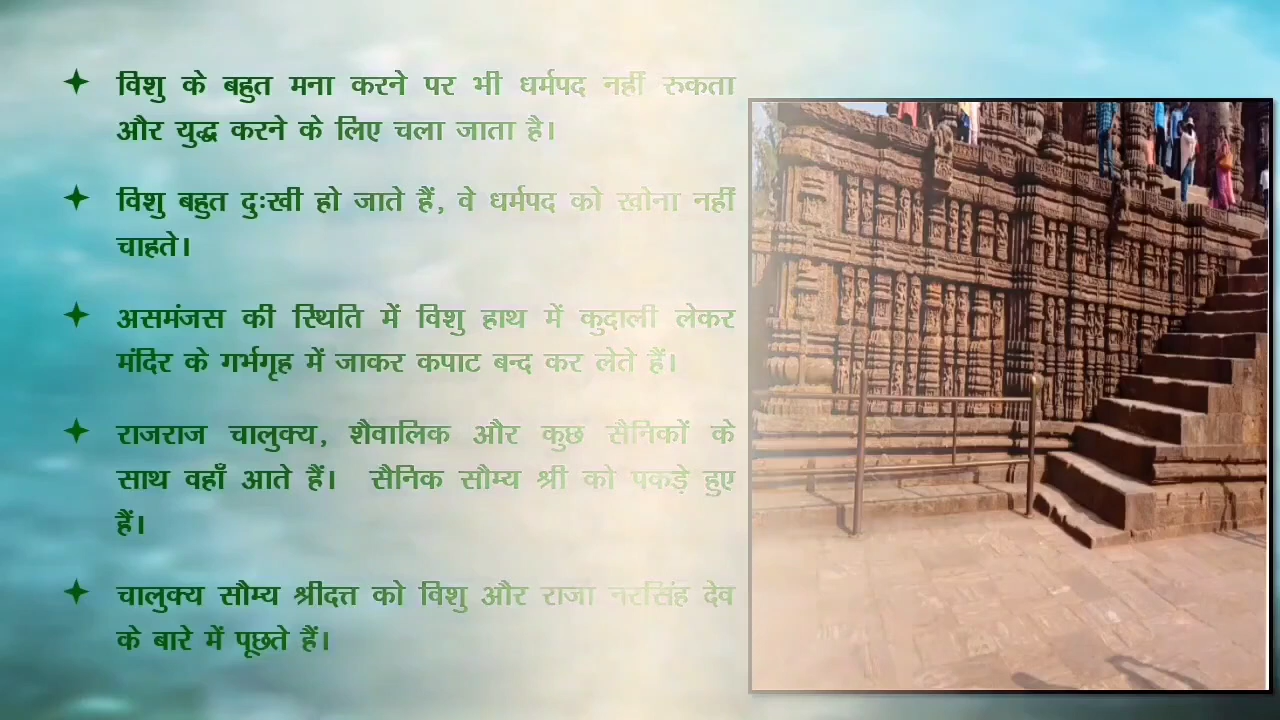 विशु के बहुत मना करने पर भी धर्मपद नहीं रुकता
और युद्ध करने के लिए चला जाता है।
विशु बहुत दुःखी हो जाते हैं, वे धर्मपद को खोना नहीं
चाहते।
असमंजस की स्थिति में विशु हाथ में कुदाली लेकर
मंदिर के गर्भगृह में जाकर कपाट बन्द कर लेते हैं।
राजराज चालुक्य, शैवालिक और कुछ सैनिकों के
साथ वहाँ आते हैं। सैनिक सौम्य श्री को पकड़े हुए
हैं।
चालुक्य सौम्य श्रीदत्त को विशु और राजा नरसिंह देव
के बारे में पूछते हैं।